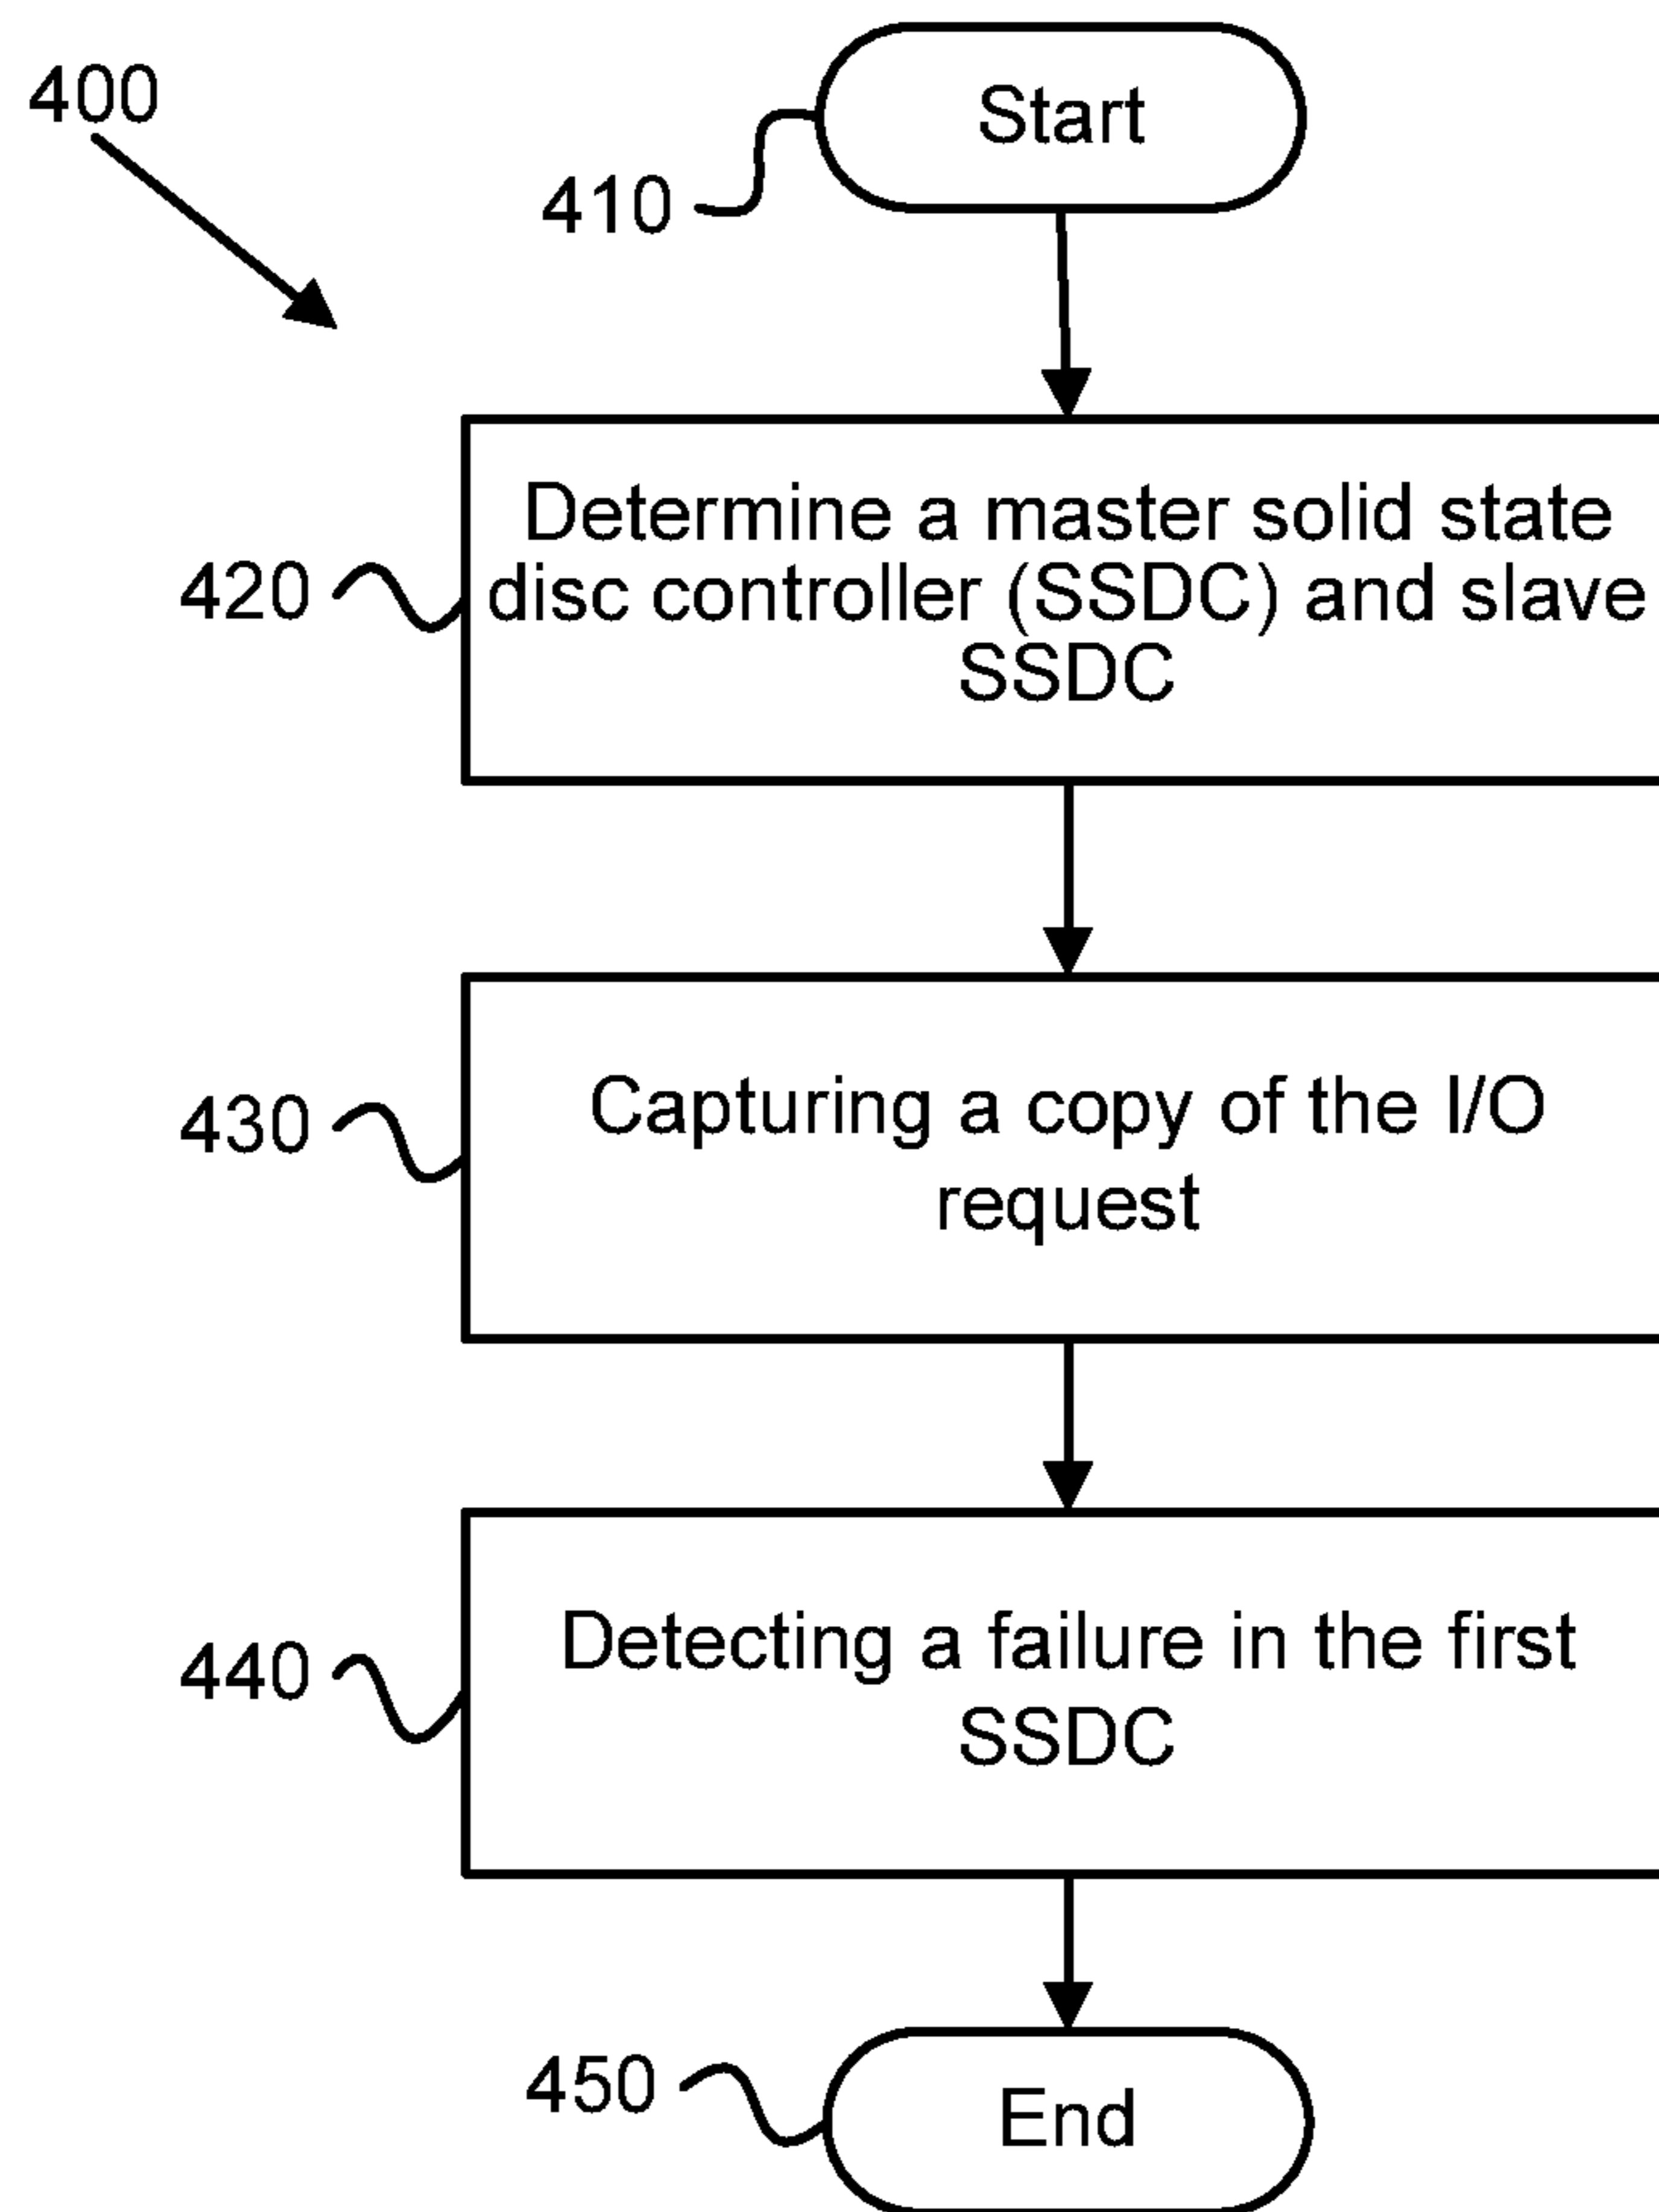 400
Start
410
Determine a master solid state
disc controller (SSDC) and slave
SSDC
420
Capturing a copy of the I/O
request
430
Detecting a failure in the first
SSDC
440
450
End